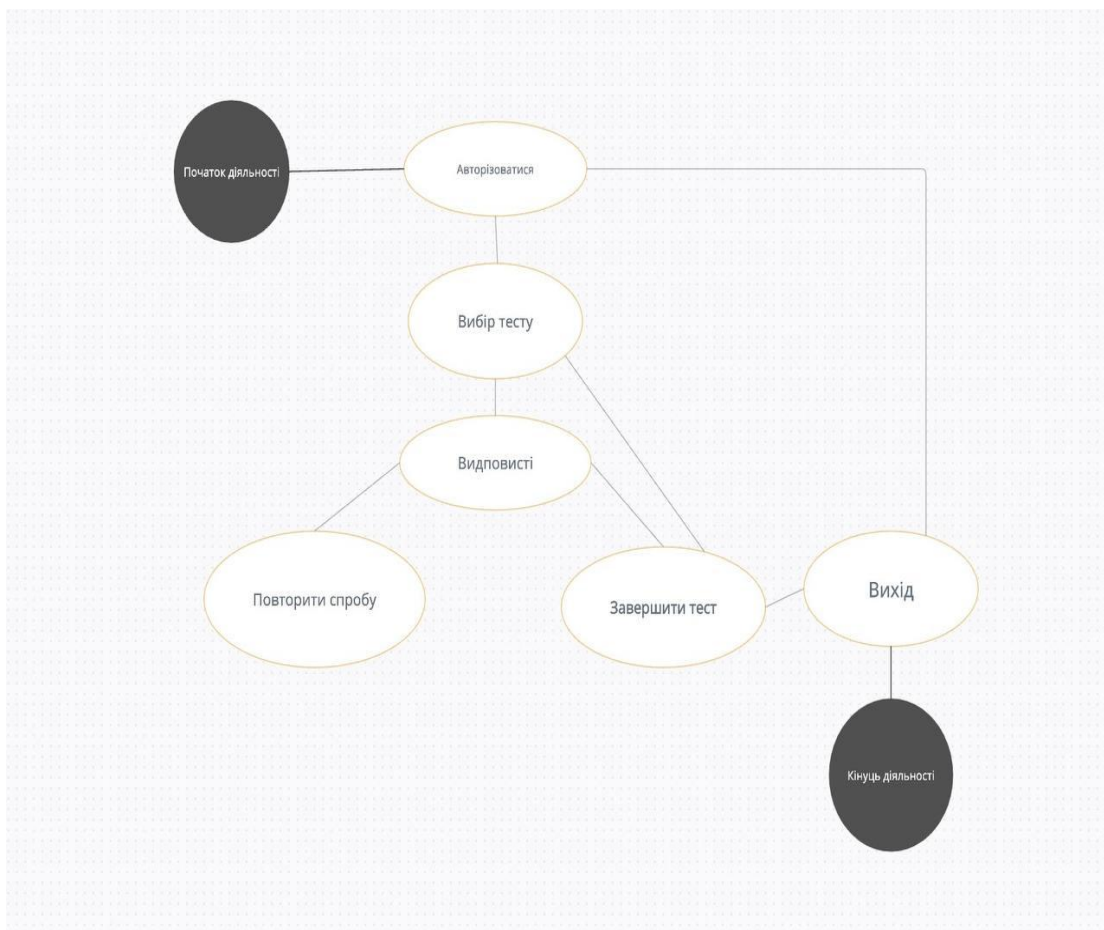 Початок діяльності
Авторізоватися
Вибір тесту
Видповисті
Повторити спробу
Завершити тест
Вихід
Кінуць діяльності